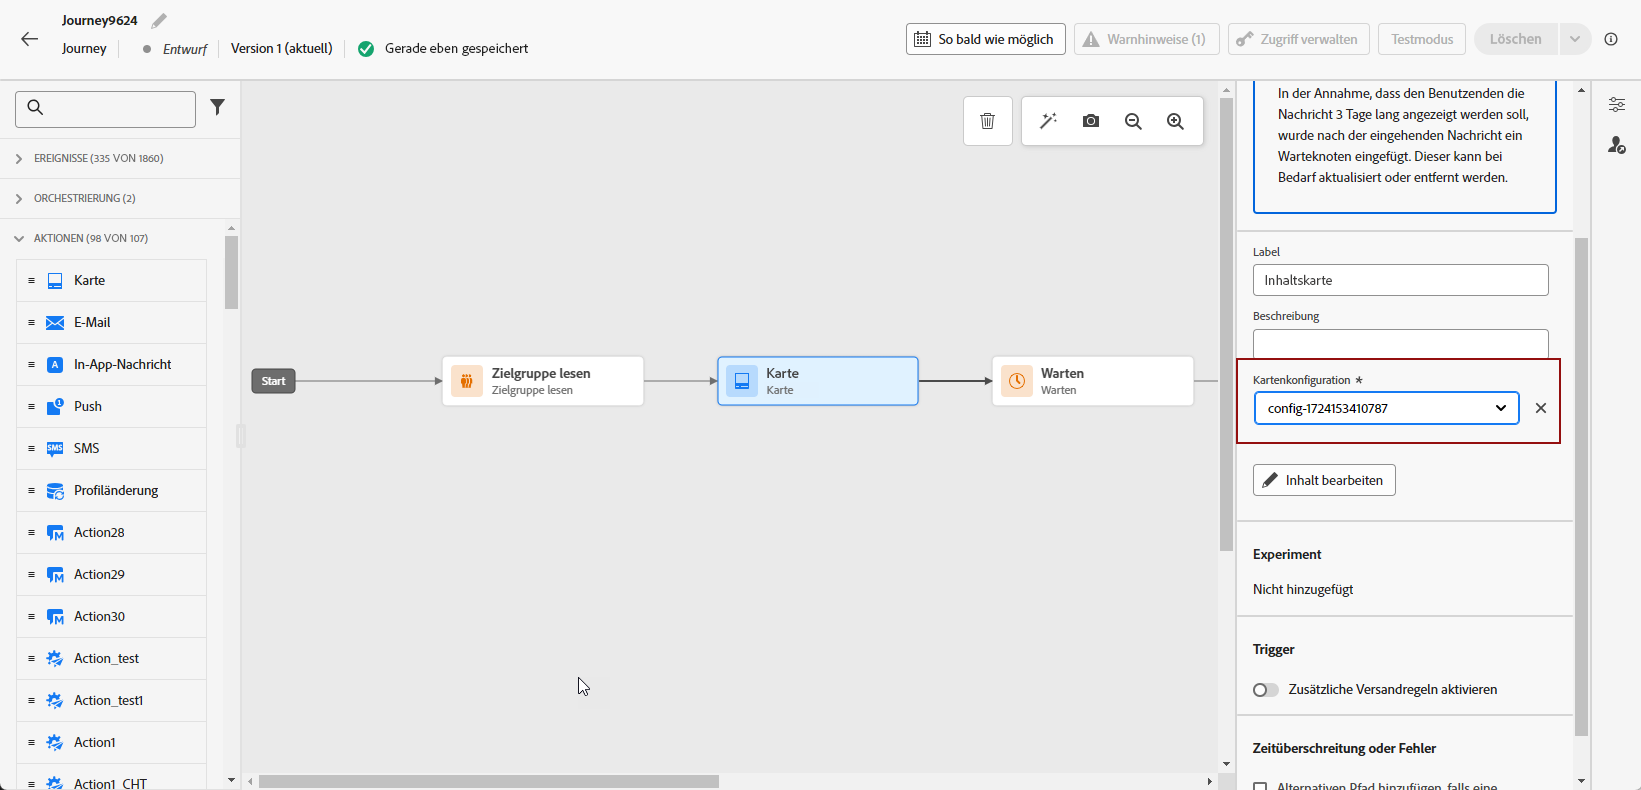 Journey9624
Journey
Entwurf
Version 1 (aktuell)
Gerade eben gespeichert
So bald wie möglich
Warnhinweise (1)
Zugriff verwalten
Testmodus
Löschen
EREIGNISSE (335 VON 1860)
ORCHESTRIERUNG (2)
AKTIONEN (98 VON 107)
Karte
E-Mail
In-App-Nachricht
Push
SMS
Profiländerung
Action28
Action29
Action30
Action_test
Action_test1
Action1
Action1_CHT
Start
Zielgruppe lesen
Zielgruppe lesen
Karte
Karte
Warten
Warten
In der Annahme, dass den Benutzenden die
Nachricht 3 Tage lang angezeigt werden soll,
wurde nach der eingehenden Nachricht ein
Warteknoten eingefügt. Dieser kann bei
Bedarf aktualisiert oder entfernt werden.
Label
Inhaltskarte
Beschreibung
Kartenkonfiguration *
config-1724153410787
Inhalt bearbeiten
Experiment
Nicht hinzugefügt
Trigger
Zusätzliche Versandregeln aktivieren
Zeitüberschreitung oder Fehler
Alternativen Pfad hinzufügen, falls eine